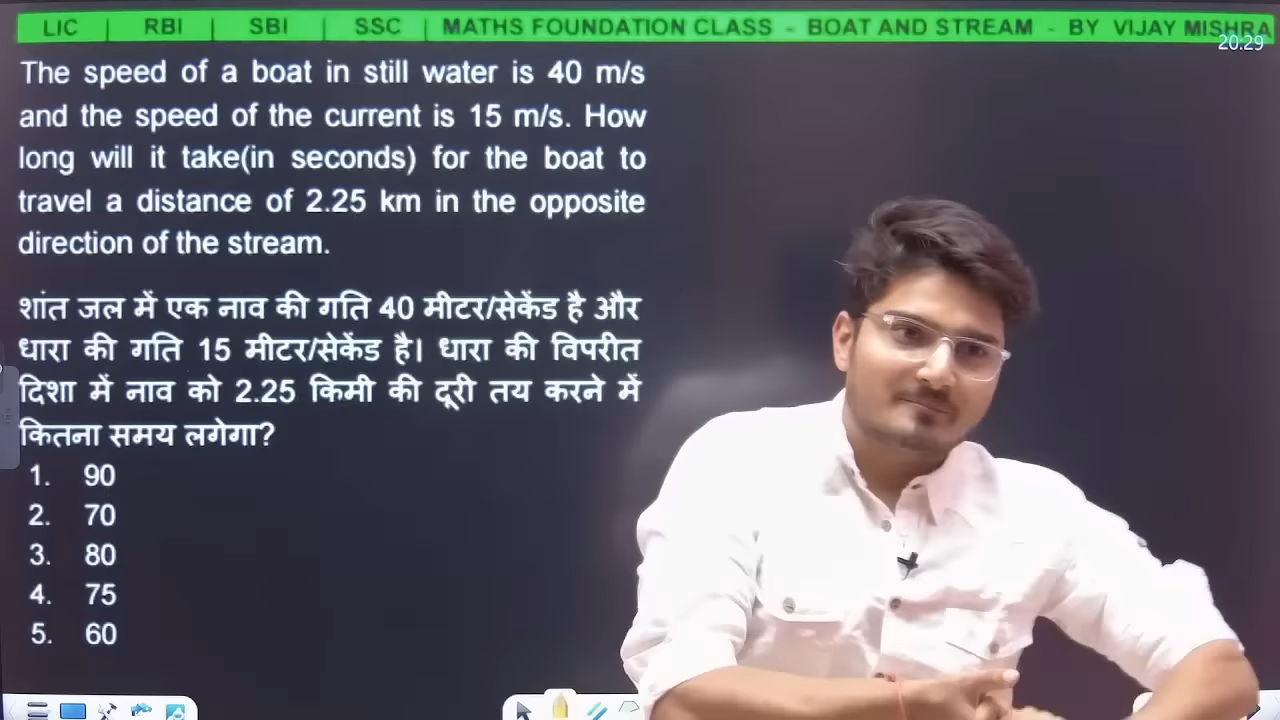 LIC | RBI | SBI | SSC | MATHS FOUNDATION CLASS - BOAT AND STREAM - BY VIJAY MISHRA
20:29
The speed of a boat in still water is 40 m/s
and the speed of the current is 15 m/s. How
long will it take(in seconds) for the boat to
travel a distance of 2.25 km in the opposite
direction of the stream.
शांत जल में एक नाव की गति 40 मीटर/सेकेंड है और
धारा की गति 15 मीटर/सेकेंड है। धारा की विपरीत
दिशा में नाव को 2.25 किमी की दूरी तय करने में
कितना समय लगेगा?
1. 90
2. 70
3. 80
4. 75
5. 60